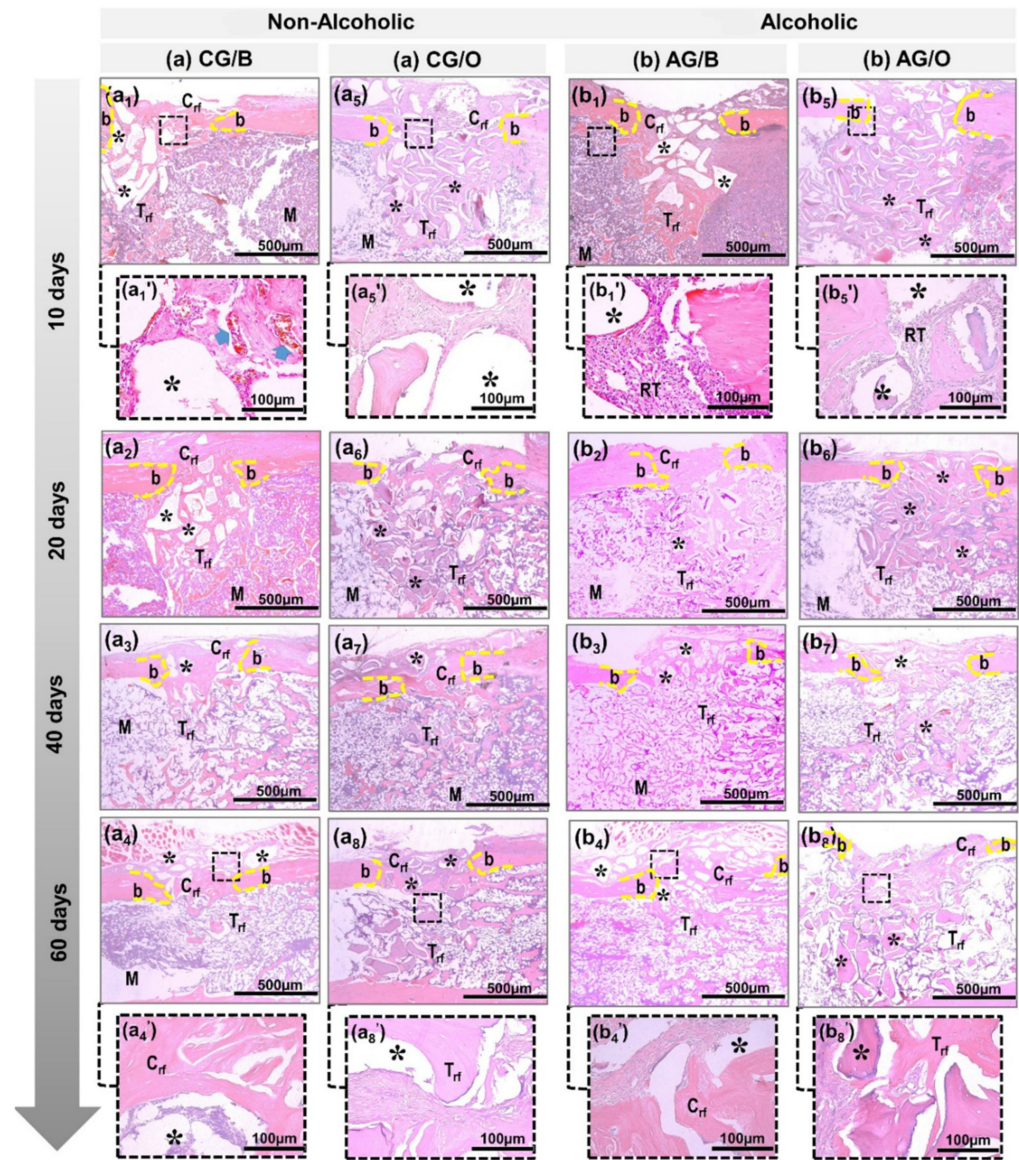 Non-Alcoholic Alcoholic
(a) CG/B (a) CG/O (b) AG/B (b) AG/O
10 days
(a1) Crf b b * * Trf M 500µm
(a5) Crf b b * * Trf M 500µm
(b1) b Crf b * * Trf M 500µm
(b5) b b * Trf * 500µm
(a1') * 100µm
(a5') * * 100µm
(b1') * RT 100µm
(b5') * RT * 100µm
20 days
(a2) Crf b b * * Trf M 500µm
(a6) Crf b b * * Trf M 500µm
(b2) Crf b b * Trf M 500µm
(b6) b * b * * Trf M 500µm
40 days
(a3) Crf b * b M Trf 500µm
(a7) * b Crf b Trf M 500µm
(b3) * b b * Trf M 500µm
(b7) b * b Trf * 500µm
60 days
(a4) * * b b Crf Trf M 500µm
(a8) Crf * b b * Trf 500µm
(b4) * b * Crf b Trf 500µm
(b8) b Crf b * Trf * 500µm
(a4') Crf * 100µm
(a8') * Trf 100µm
(b4') * Crf 100µm
(b8') * Trf 100µm